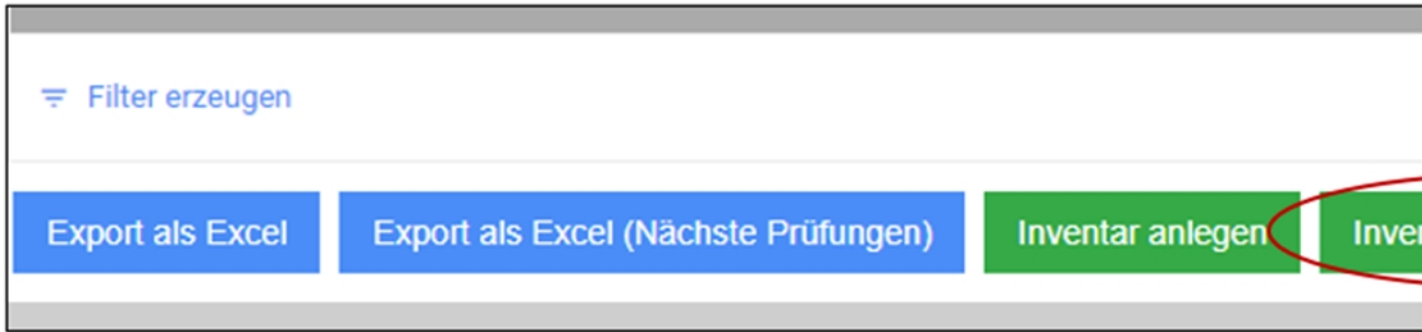 Filter erzeugen
Export als Excel Export als Excel (Nächste Prüfungen) Inventar anlegen